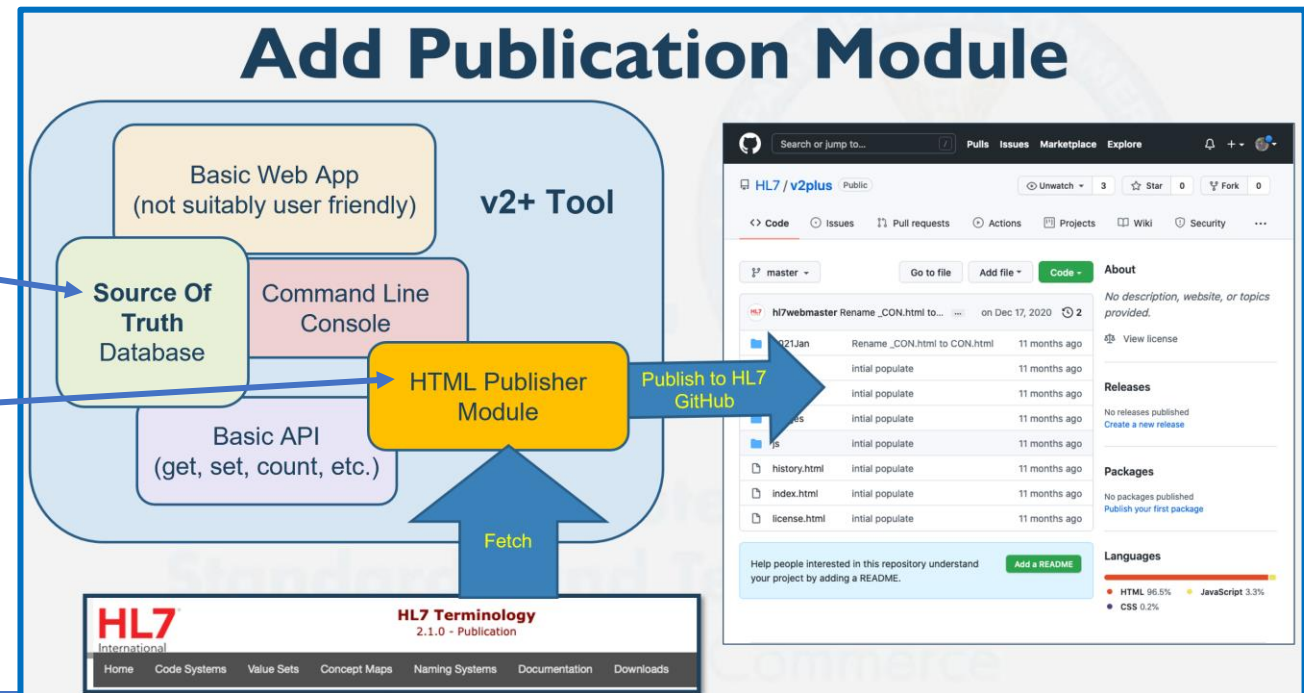 Add Publication Module
Basic Web App
(not suitably user friendly)
v2+ Tool
Source Of
Truth
Database
Command Line
Console
HTML Publisher
Module
Basic API
(get, set, count, etc.)
Publish to HL7
GitHub
Fetch
HL7
International
HL7 Terminology
2.1.0 - Publication
Home Code Systems Value Sets Concept Maps Naming Systems Documentation Downloads
Search or jump to... / Pulls Issues Marketplace Explore
HL7 / v2plus Public
Unwatch 3 Star 0 Fork 0
<> Code Issues Pull requests Actions Projects Wiki Security ...
master Go to file Add file Code
hl7webmaster Rename _CON.html to... ... on Dec 17, 2020 2
021Jan Rename _CON.html to CON.html 11 months ago
intial populate 11 months ago
intial populate 11 months ago
es intial populate 11 months ago
js intial populate 11 months ago
history.html intial populate 11 months ago
index.html intial populate 11 months ago
license.html intial populate 11 months ago
Help people interested in this repository understand
your project by adding a README.
Add a README
About
No description, website, or topics
provided.
View license
Releases
No releases published
Create a new release
Packages
No packages published
Publish your first package
Languages
HTML 96.5% JavaScript 3.3%
CSS 0.2%
Commerce